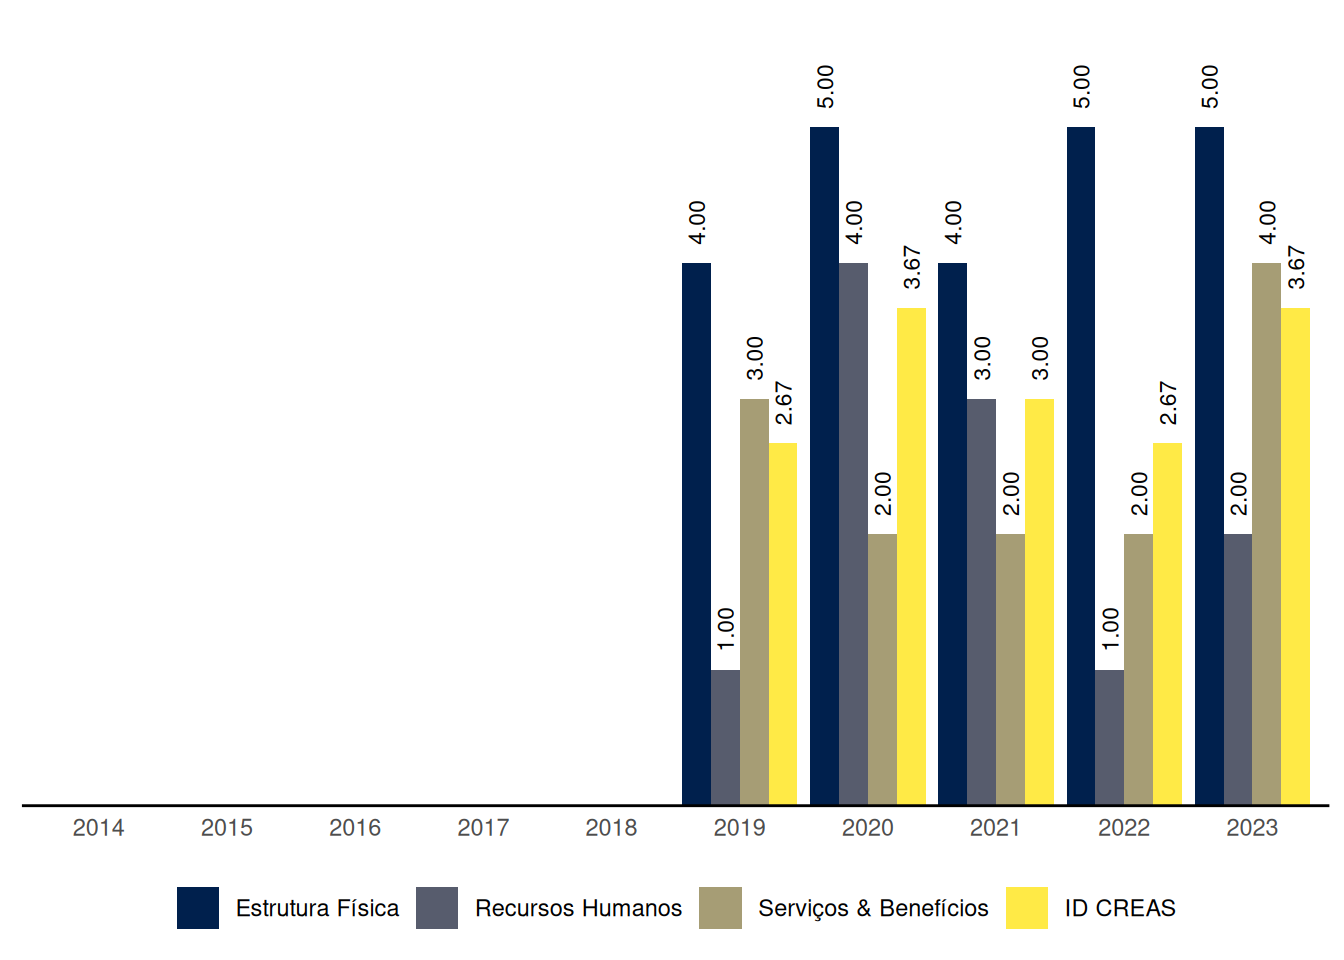 4.00 1.00 3.00 2.67 5.00 4.00 2.00 3.67 4.00 3.00 2.00 3.00 5.00 1.00 2.00 2.67 5.00 2.00 4.00 3.67
2014 2015 2016 2017 2018 2019 2020 2021 2022 2023
Estrutura Física Recursos Humanos Serviços & Benefícios ID CREAS